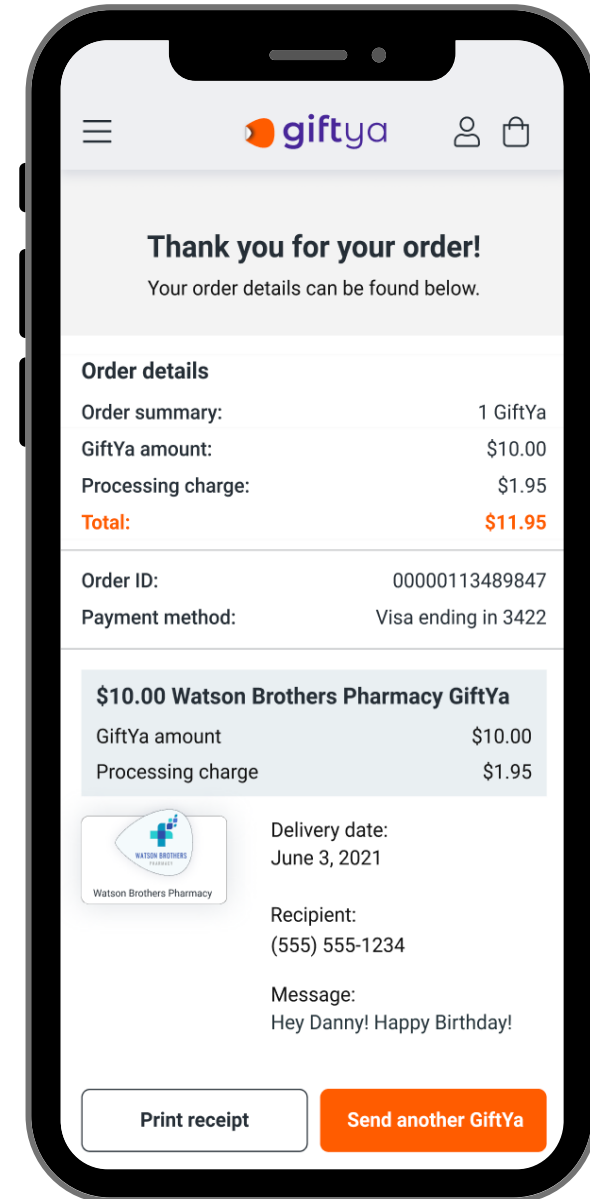 giftya
Thank you for your order!
Your order details can be found below.
Order details
Order summary: 1 GiftYa
GiftYa amount: $10.00
Processing charge: $1.95
Total: $11.95
Order ID: 00000113489847
Payment method: Visa ending in 3422
$10.00 Watson Brothers Pharmacy GiftYa
GiftYa amount $10.00
Processing charge $1.95
WATSON BROTHERS
PHARMACY
Watson Brothers Pharmacy
Delivery date:
June 3, 2021
Recipient:
(555) 555-1234
Message:
Hey Danny! Happy Birthday!
Print receipt
Send another GiftYa